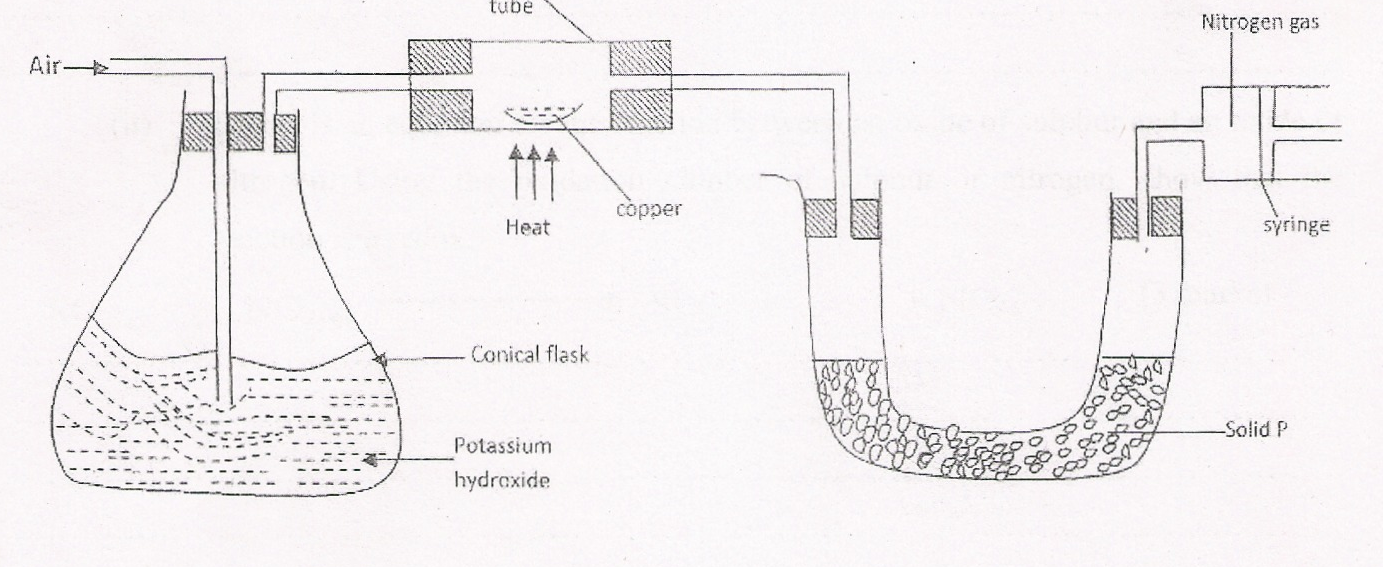 tube
Nitrogen gas
Air
copper
Heat
syringe
Conical flask
Solid P
Potassium
hydroxide